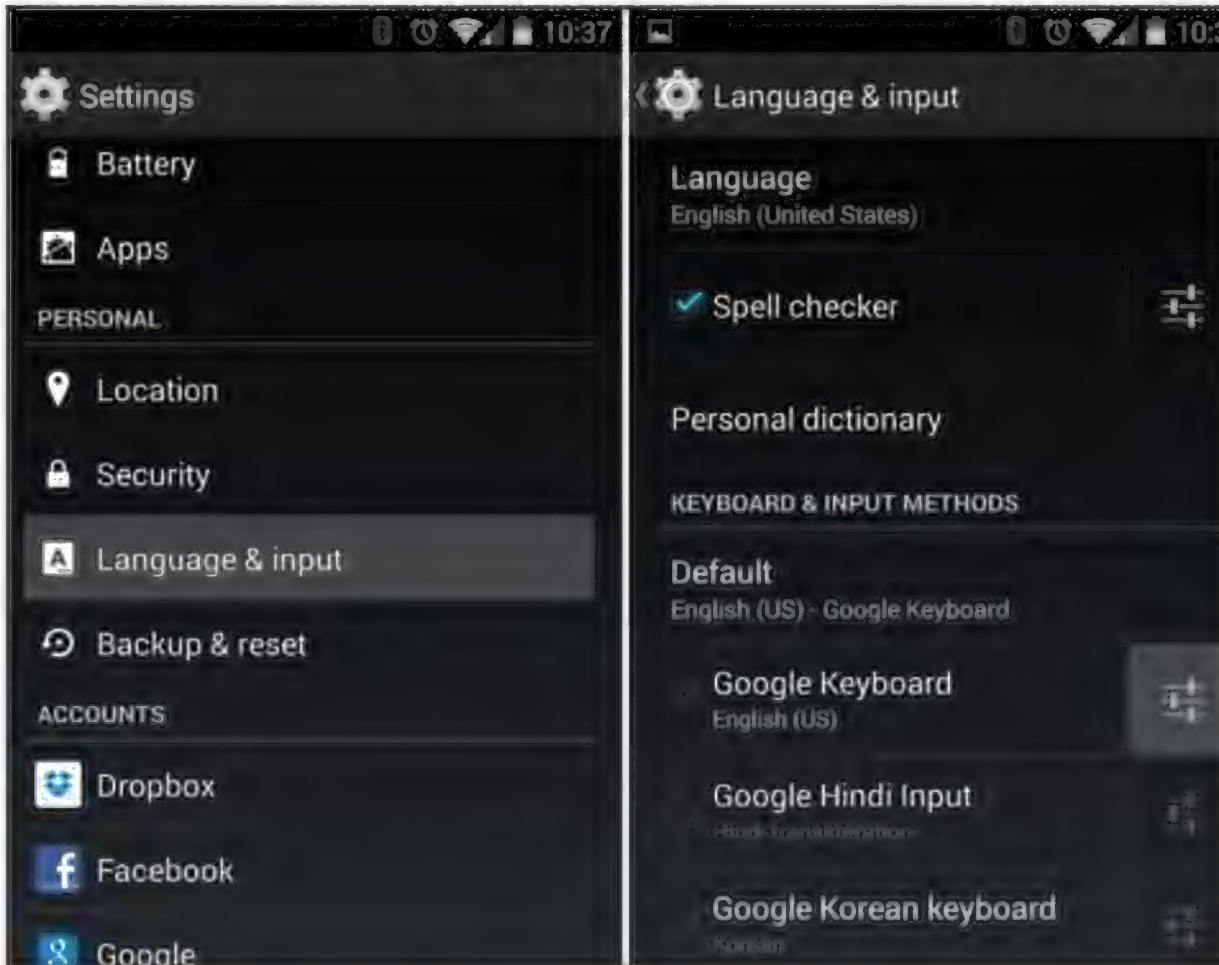 10:37
Settings
Battery
Apps
PERSONAL
Location
Security
Language & input
Backup & reset
ACCOUNTS
Dropbox
Facebook
Google
Language & input
Language
English (United States)
Spell checker
Personal dictionary
KEYBOARD & INPUT METHODS
Default
English (US) - Google Keyboard
Google Keyboard
English (US)
Google Hindi Input
Google Korean keyboard
Korean